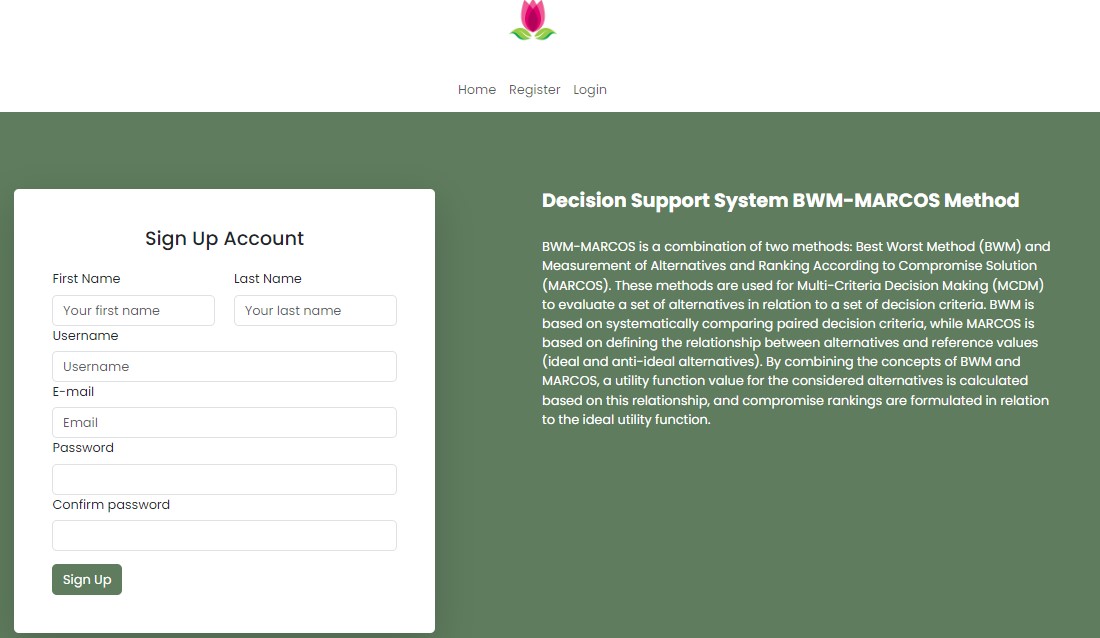 Home Register Login
Sign Up Account
First Name Last Name
Your first name Your last name
Username
Username
E-mail
Email
Password
Confirm password
Sign Up
Decision Support System BWM-MARCOS Method
BWM-MARCOS is a combination of two methods: Best Worst Method (BWM) and
Measurement of Alternatives and Ranking According to Compromise Solution
(MARCOS). These methods are used for Multi-Criteria Decision Making (MCDM)
to evaluate a set of alternatives in relation to a set of decision criteria. BWM is
based on systematically comparing paired decision criteria, while MARCOS is
based on defining the relationship between alternatives and reference values
(ideal and anti-ideal alternatives). By combining the concepts of BWM and
MARCOS, a utility function value for the considered alternatives is calculated
based on this relationship, and compromise rankings are formulated in relation
to the ideal utility function.